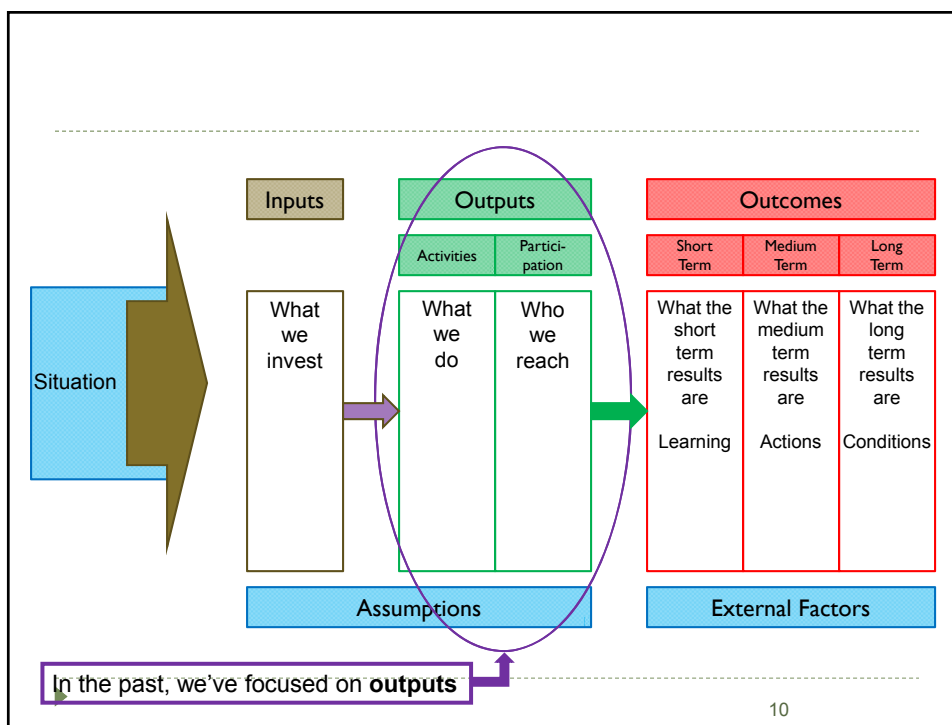 Inputs
Outputs
Outcomes
Activities
Partici-
pation
Short
Term
Medium
Term
Long
Term
Situation
What
we
invest
What
we
do
Who
we
reach
What the
short
term
results
are
Learning
What the
medium
term
results
are
Actions
What the
long
term
results
are
Conditions
Assumptions
External Factors
In the past, we’ve focused on outputs
10